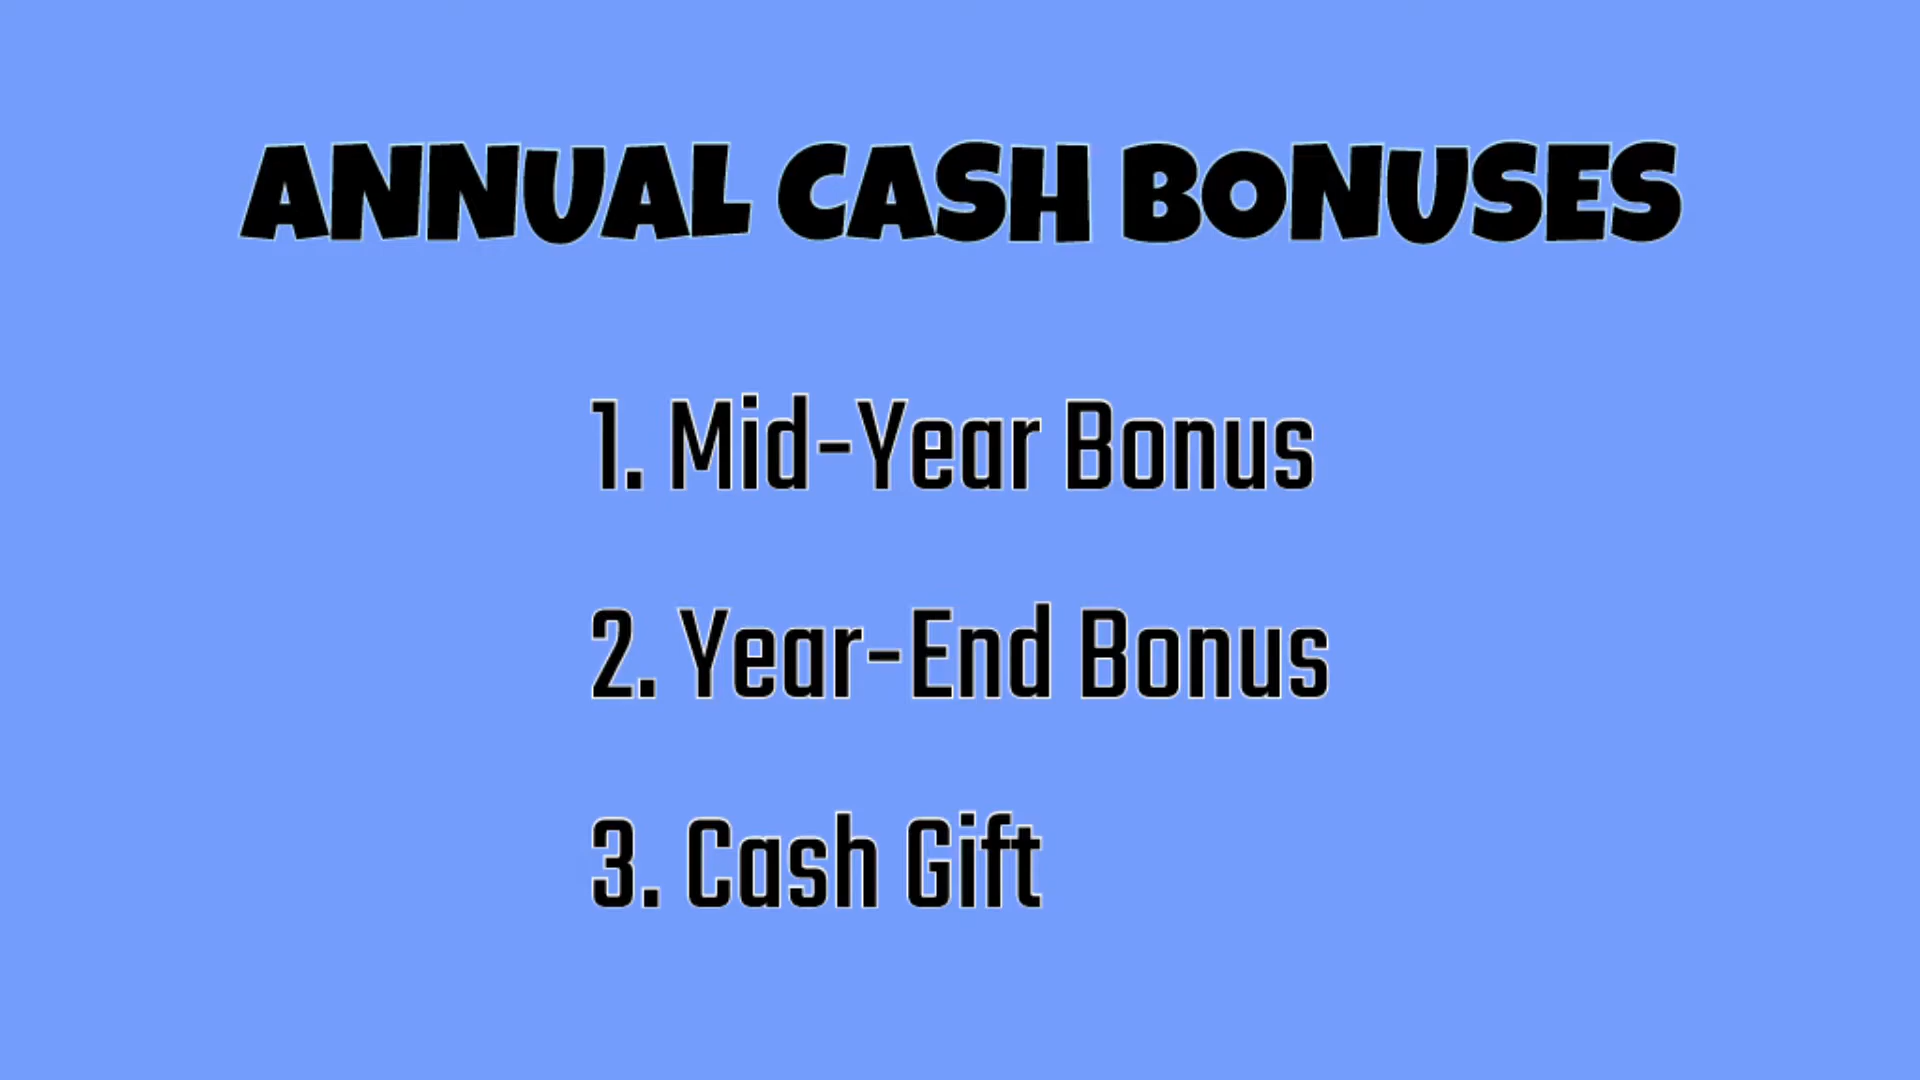 ANNUAL CASH BONUSES
1. Mid-Year Bonus
2. Year-End Bonus
3. Cash Gift